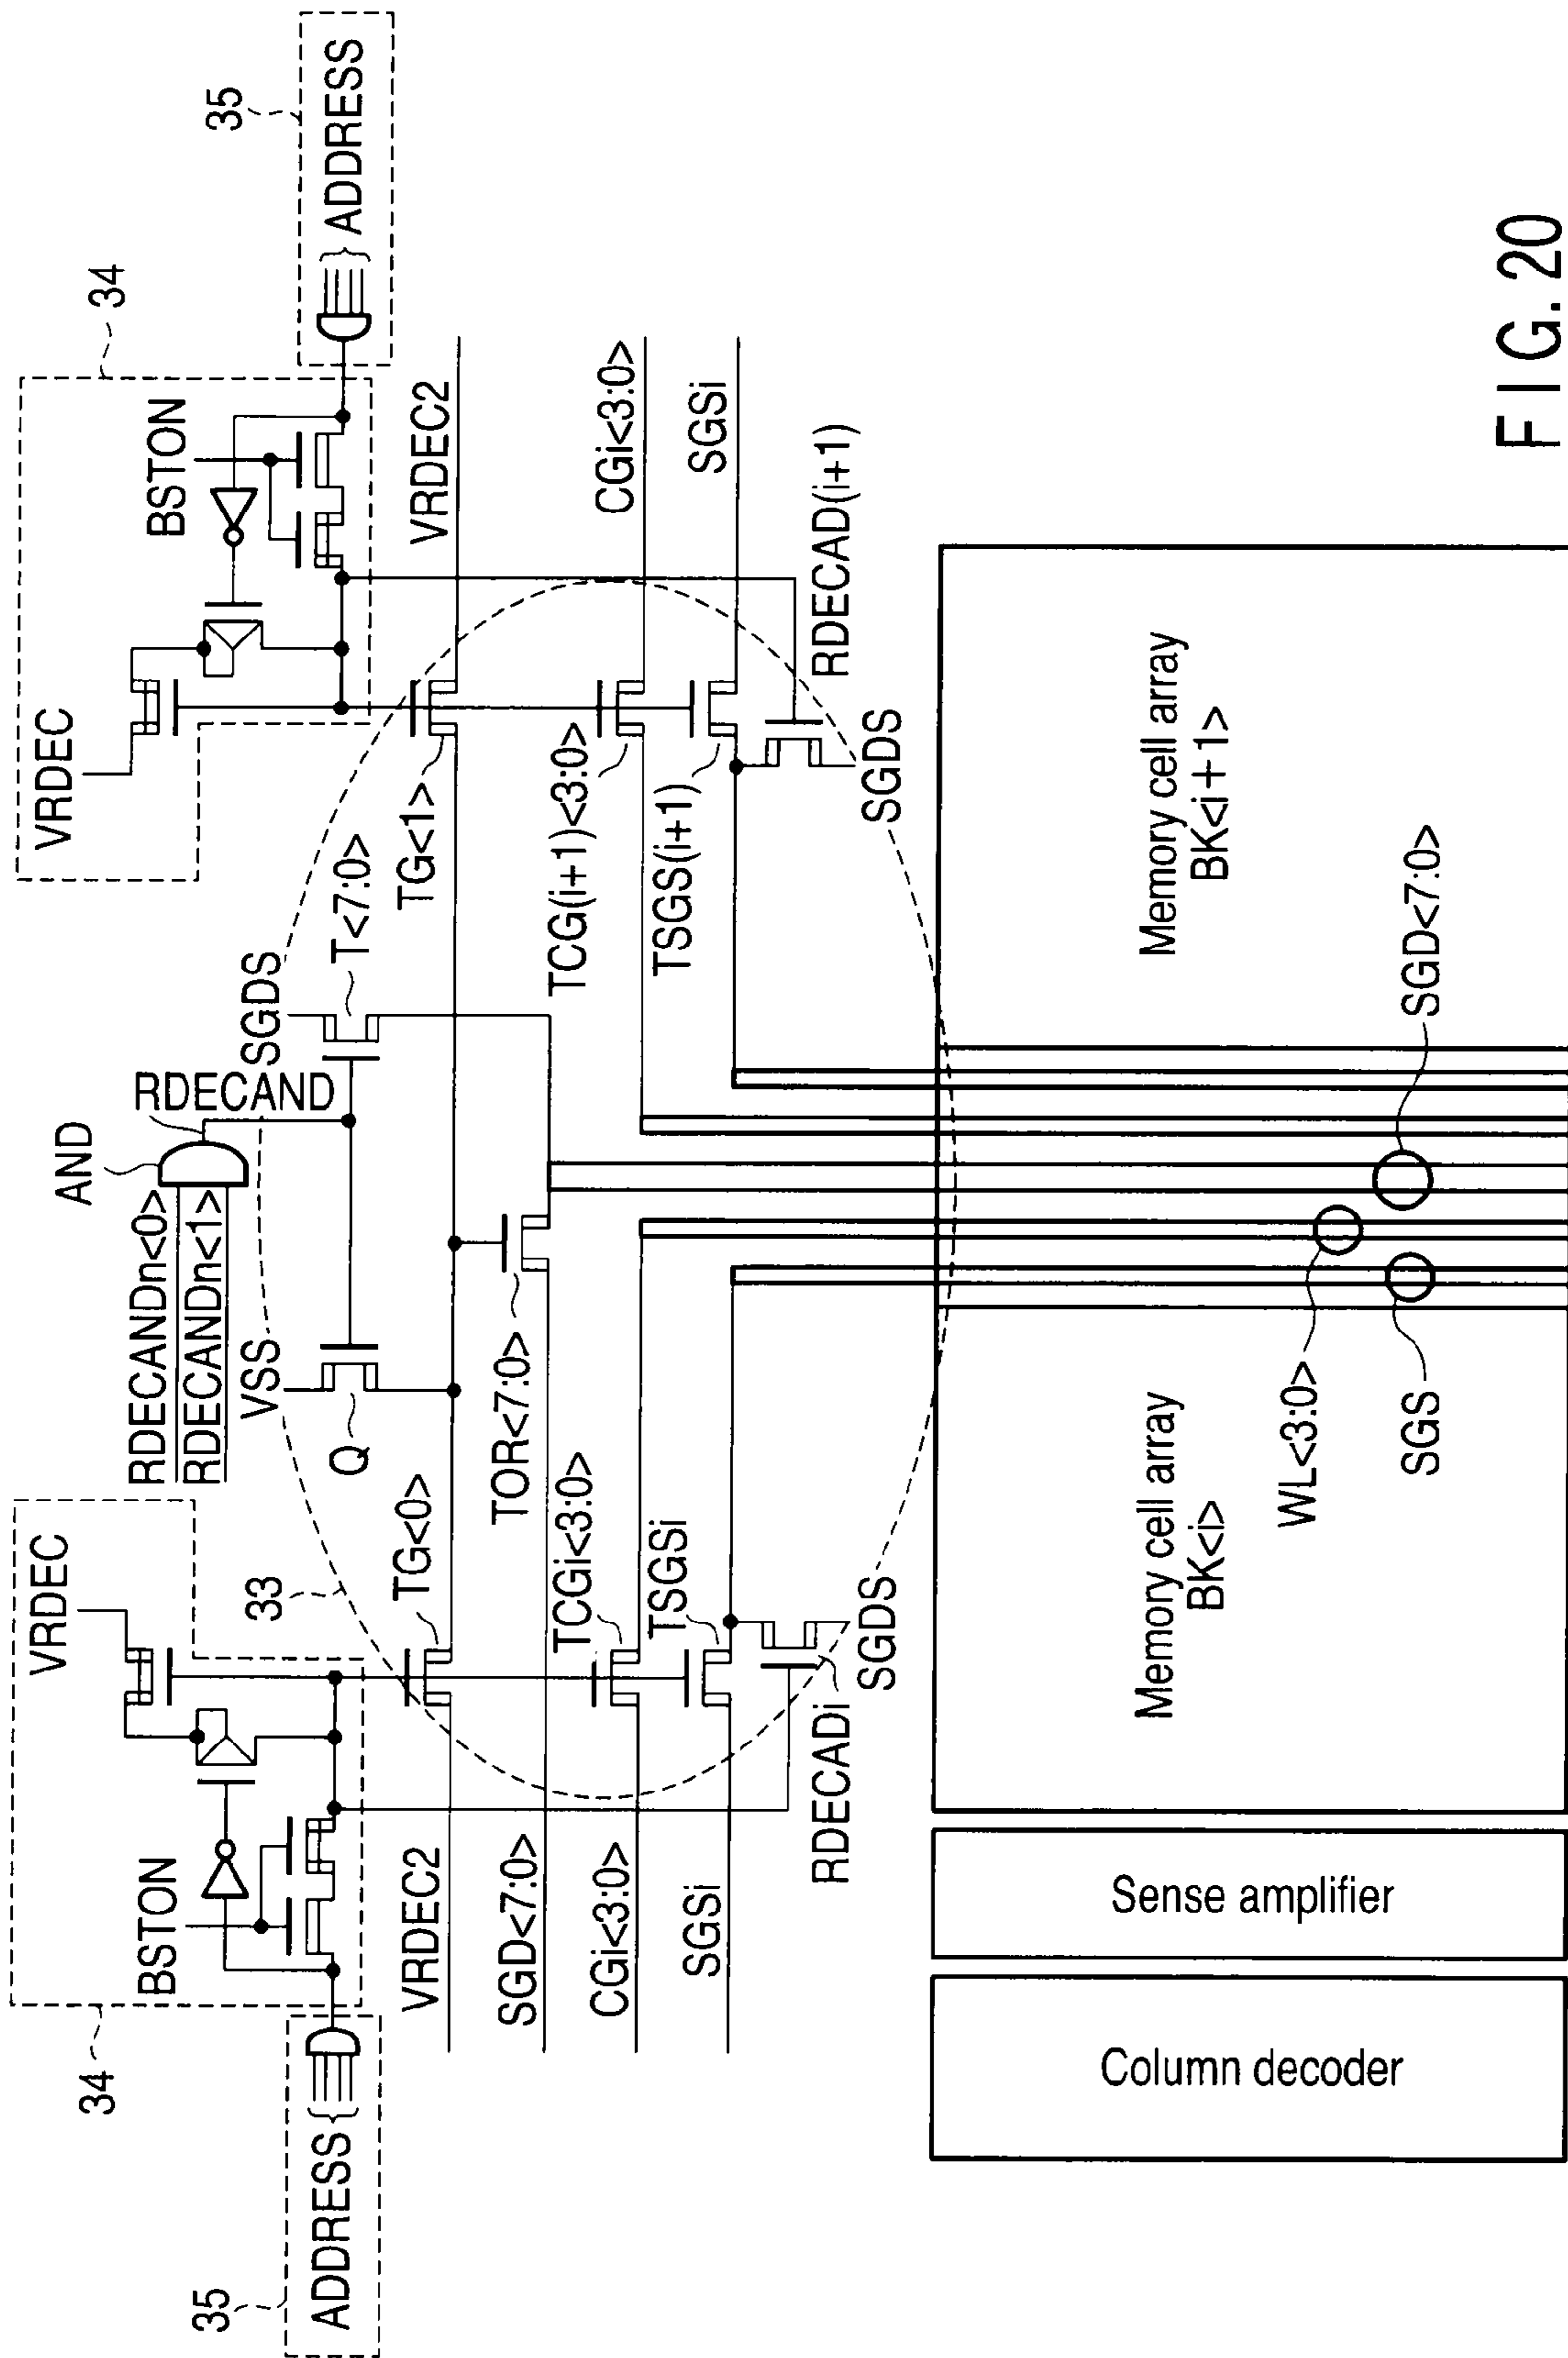 35
ADDRESS
34
BSTON
VRDEC
33
VRDEC2
SGD<7:0>
CGi<3:0>
SGSi
TG<0>
TCGi<3:0>
TSGSi
RDECADi
SGDS
RDECANDn<0>
RDECANDn<1>
AND
RDECAND
VSS
Q
SGDS
T<7:0>
TOR<7:0>
TG<1>
TCG(i+1)<3:0>
TSGS(i+1)
SGDS
VRDEC
BSTON
34
35
ADDRESS
VRDEC2
CGi<3:0>
SGSi
RDECAD(i+1)
Column decoder
Sense amplifier
Memory cell array
BK<i>
WL<3:0>
SGS
SGD<7:0>
Memory cell array
BK<i+1>
FIG. 20